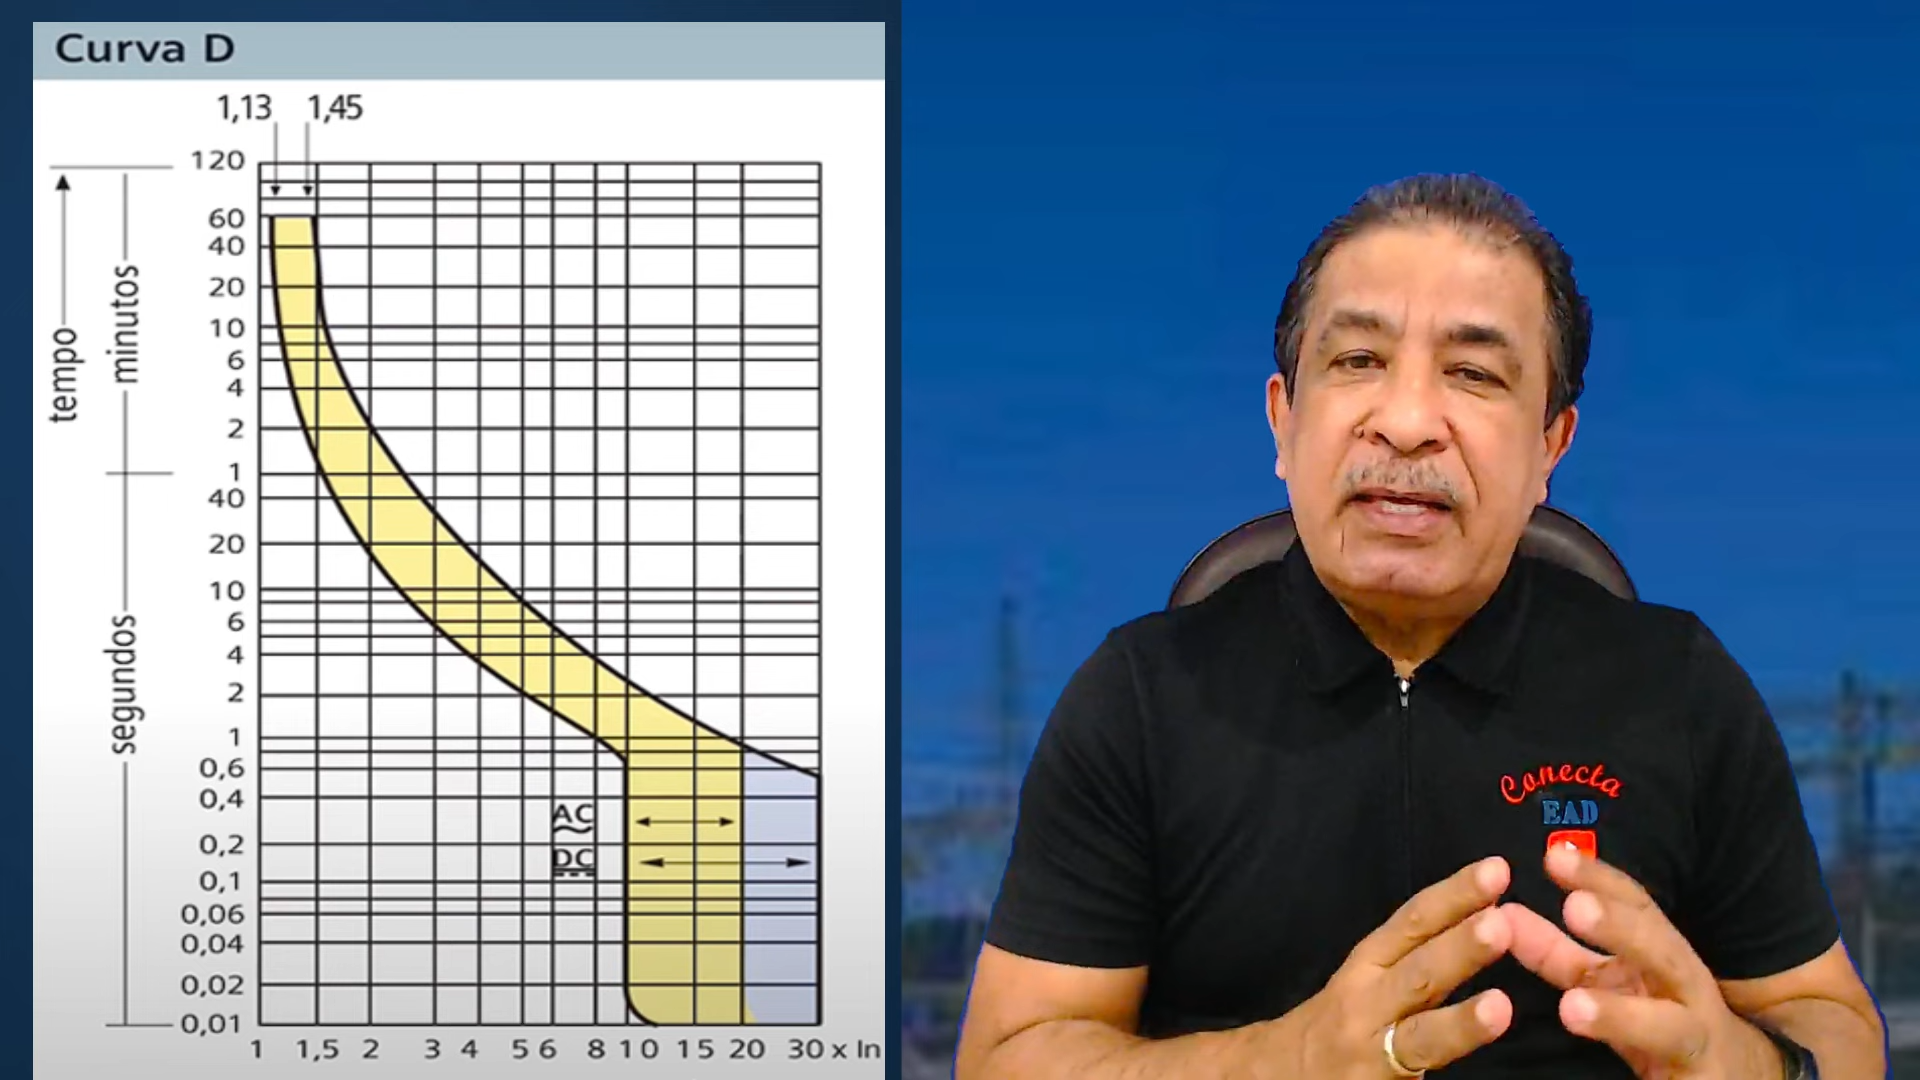 Curva D
1,13 1,45
120
60
40
20
10
6
4
2
1
40
20
10
6
4
2
1
0,6
0,4
0,2
0,1
0,06
0,04
0,02
0,01
tempo
minutos
segundos
AC
DC
1 1,5 2 3 4 5 6 8 10 15 20 30 x In
Conecta
EAD